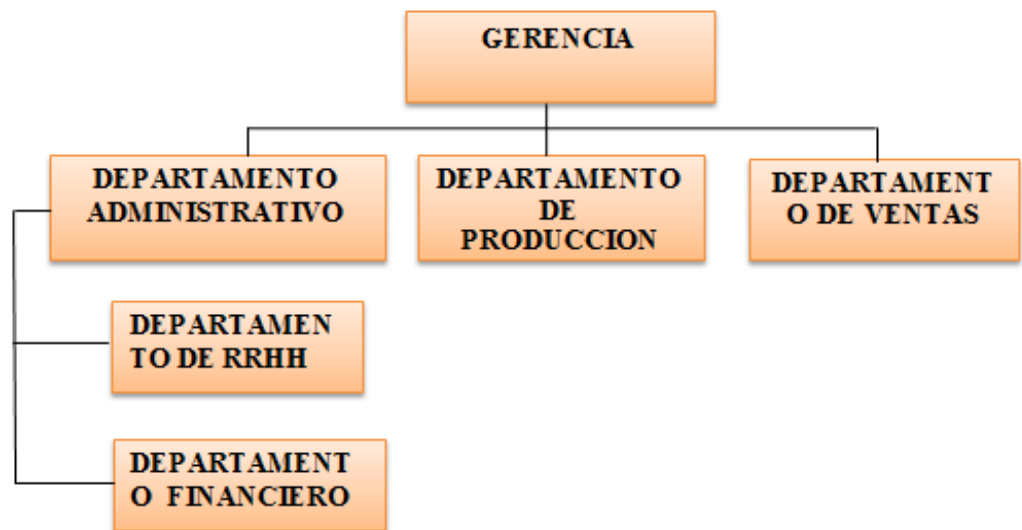 GERENCIA
DEPARTAMENTO
ADMINISTRATIVO
DEPARTAMENTO
DE
PRODUCCION
DEPARTAMENT
O DE VENTAS
DEPARTAMEN
TO DE RRHH
DEPARTAMENT
O FINANCIERO